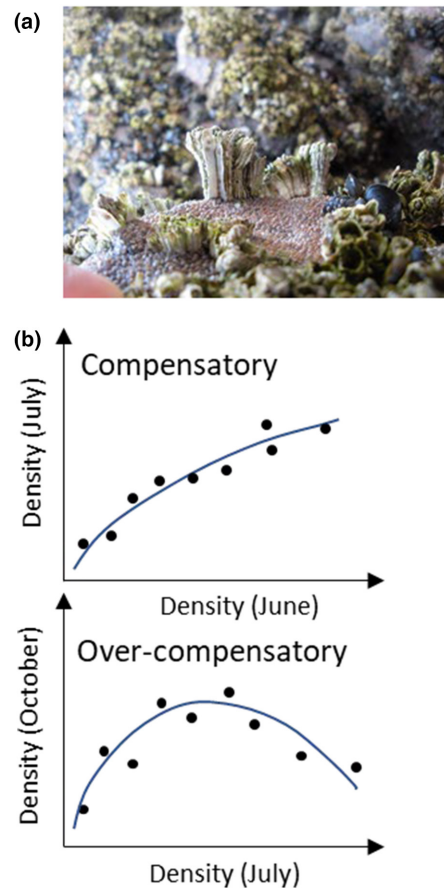 (a)
(b)
Compensatory
Density (July)
Density (June)
Over-compensatory
Density (October)
Density (July)